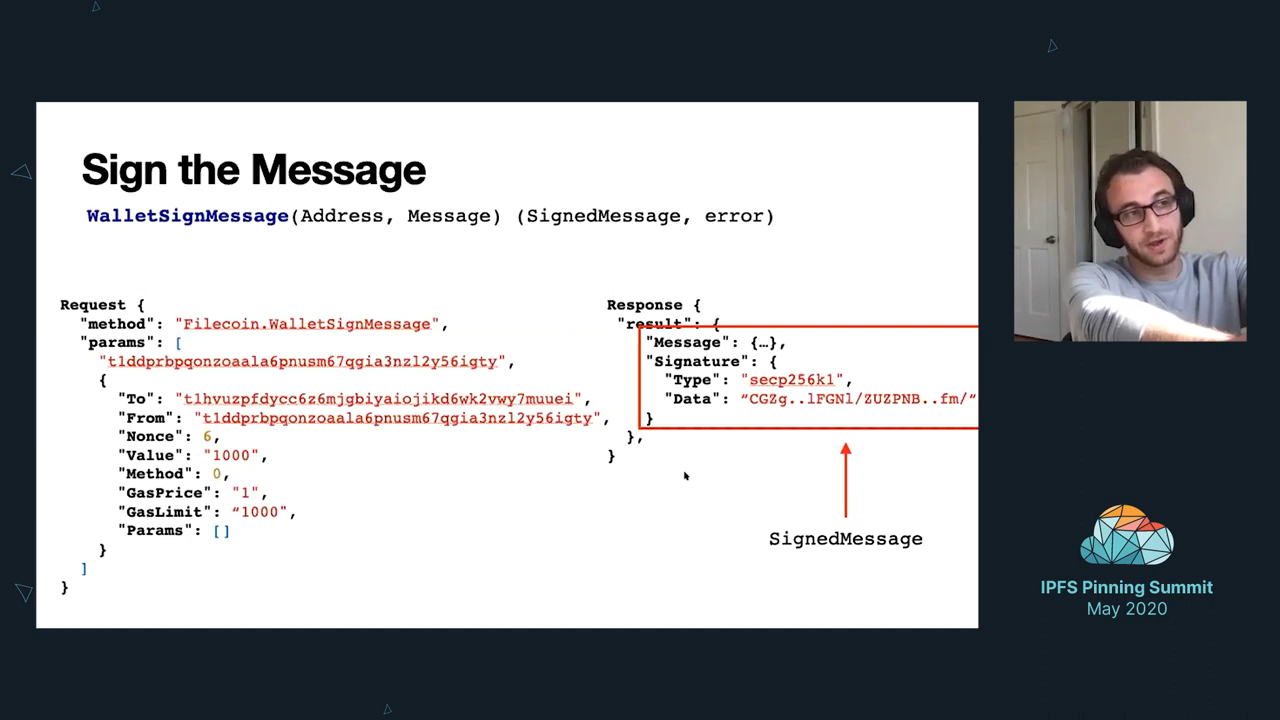 Sign the Message
WalletSignMessage(Address, Message) (SignedMessage, error)
Request {
"method": "Filecoin.WalletSignMessage",
"params": [
"t1ddprbpqonzoaala6pnusm67qgia3nzl2y56igty",
{
"To": "t1hvuzpfdycc6z6mjgbiyaiojikd6wk2vwy7muuei",
"From": "t1ddprbpqonzoaala6pnusm67qgia3nzl2y56igty",
"Nonce": 6,
"Value": "1000",
"Method": 0,
"GasPrice": "1",
"GasLimit": “1000",
"Params": []
}
]
}
Response {
"result": {
"Message": {…},
"Signature": {
"Type": "secp256k1",
"Data": “CGZg..lFGNl/ZUZPNB..fm/“
}
},
}
SignedMessage
IPFS Pinning Summit
May 2020